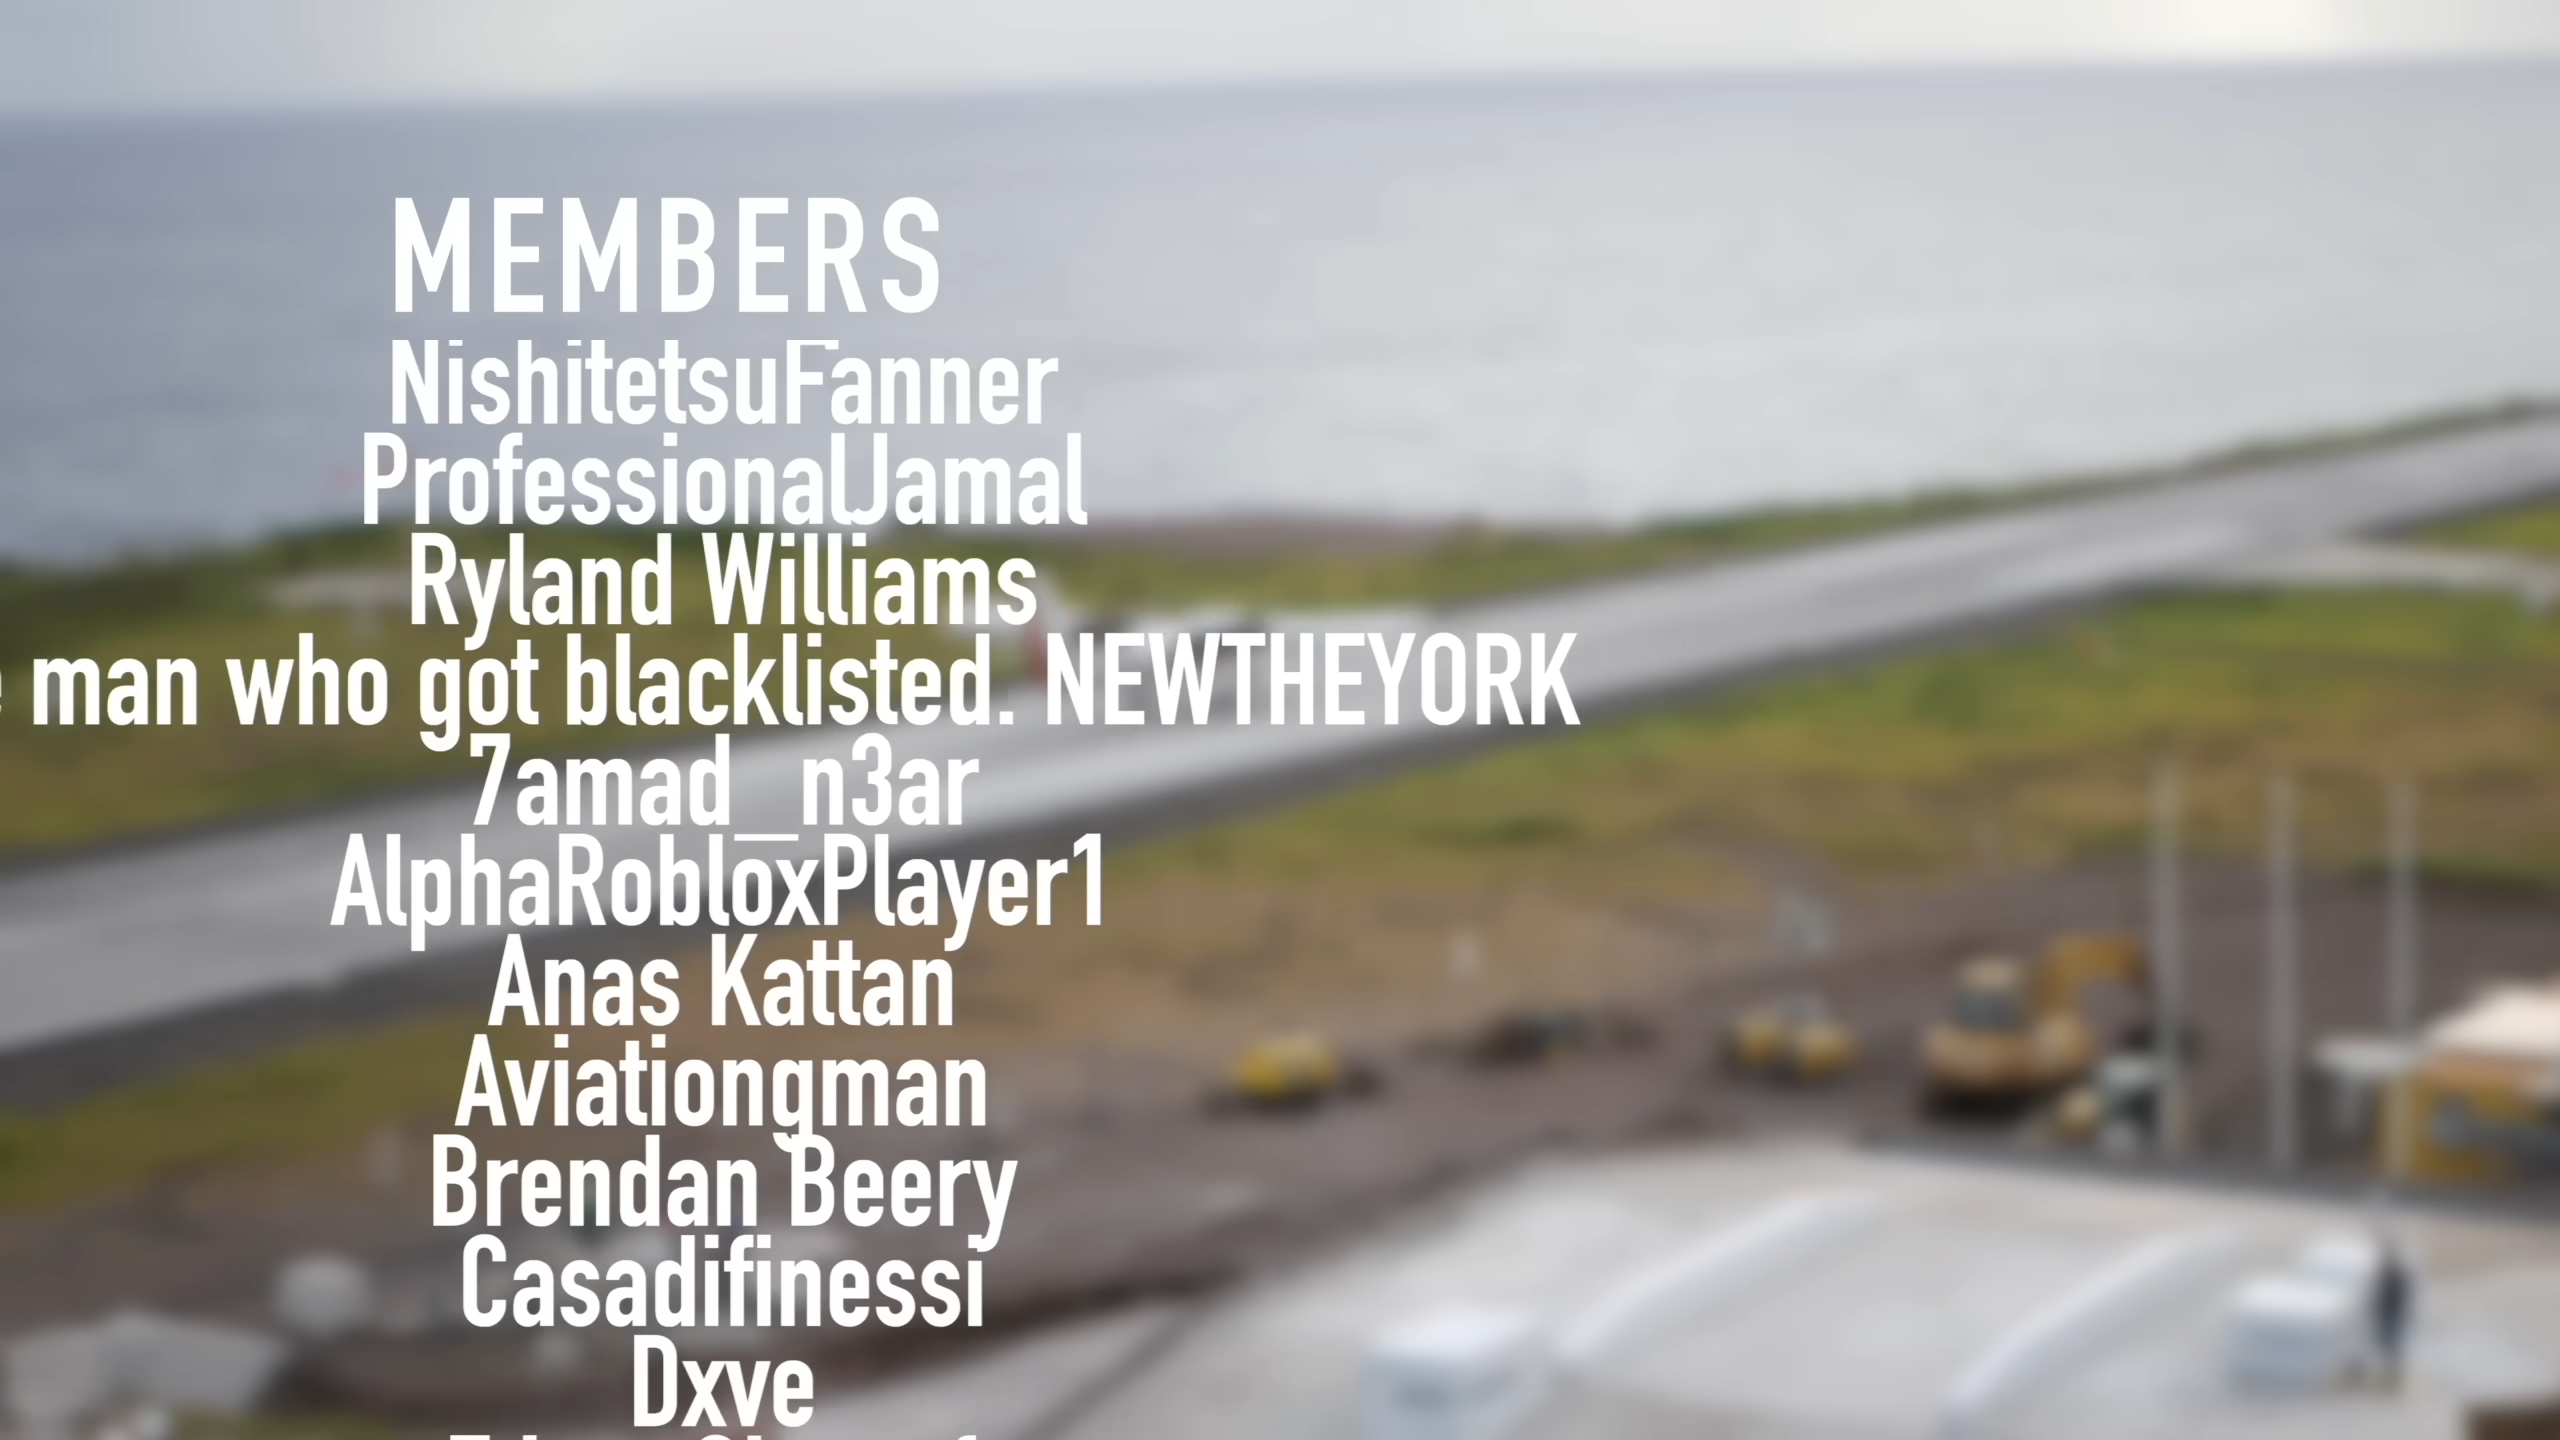 MEMBERS
NishitetsuFanner
ProfessionalJamal
Ryland Williams
man who got blacklisted. NEWTHEYORK
7amad_n3ar
AlphaRobloxPlayer1
Anas Kattan
Aviationgman
Brendan Beery
Casadifinessi
Dxve